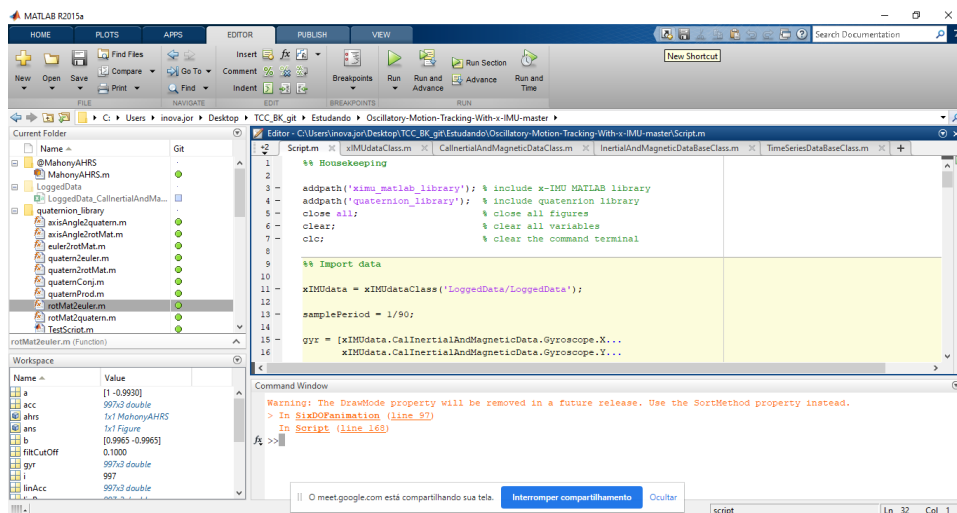 MATLAB R2015a
HOME PLOTS APPS EDITOR PUBLISH VIEW Search Documentation
New Shortcut
New Open Save Find Files Compare Print
Go To Find
Insert Comment Indent
Breakpoints Run Run and Advance Run Section Advance Run and Time
FILE NAVIGATE EDIT BREAKPOINTS RUN
C: Users inova.jor Desktop TCC_BK_git Estudando Oscillatory-Motion-Tracking-With-x-IMU-master
Current Folder
Name Git
@MahonyAHRS
MahonyAHRS.m
LoggedData
LoggedData_CalInertialAndMa...
quaternion_library
axisAngle2quatern.m
axisAngle2rotMat.m
euler2rotMat.m
quatern2euler.m
quatern2rotMat.m
quaternConj.m
quaternProd.m
rotMat2euler.m
rotMat2quatern.m
TestScript.m
rotMat2euler.m (Function)
Workspace
Name Value
a [1 -0.9930]
acc 997x3 double
ahrs 1x1 MahonyAHRS
ans 1x1 Figure
b [0.9965 -0.9965]
filtCutOff 0.1000
gyr 997x3 double
i 997
linAcc 997x3 double
Editor - C:\Users\inova.jor\Desktop\TCC_BK_git\Estudando\Oscillatory-Motion-Tracking-With-x-IMU-master\Script.m
+2 Script.m xIMUdataClass.m CalInertialAndMagneticDataClass.m InertialAndMagneticDataBaseClass.m TimeSeriesDataBaseClass.m +
1 %% Housekeeping
2
3 – addpath('ximu_matlab_library'); % include x-IMU MATLAB library
4 – addpath('quaternion_library'); % include quatenrion library
5 – close all; % close all figures
6 – clear; % clear all variables
7 – clc; % clear the command terminal
8
9 %% Import data
10
11 – xIMUdata = xIMUdataClass('LoggedData/LoggedData');
12
13 – samplePeriod = 1/90;
14
15 – gyr = [xIMUdata.CalInertialAndMagneticData.Gyroscope.X...
16 xIMUdata.CalInertialAndMagneticData.Gyroscope.Y...
Command Window
Warning: The DrawMode property will be removed in a future release. Use the SortMethod property instead.
> In SixDOFanimation (line 97)
In Script (line 168)
fx >>
O meet.google.com está compartilhando sua tela. Interromper compartilhamento Ocultar
script Ln 32 Col 1